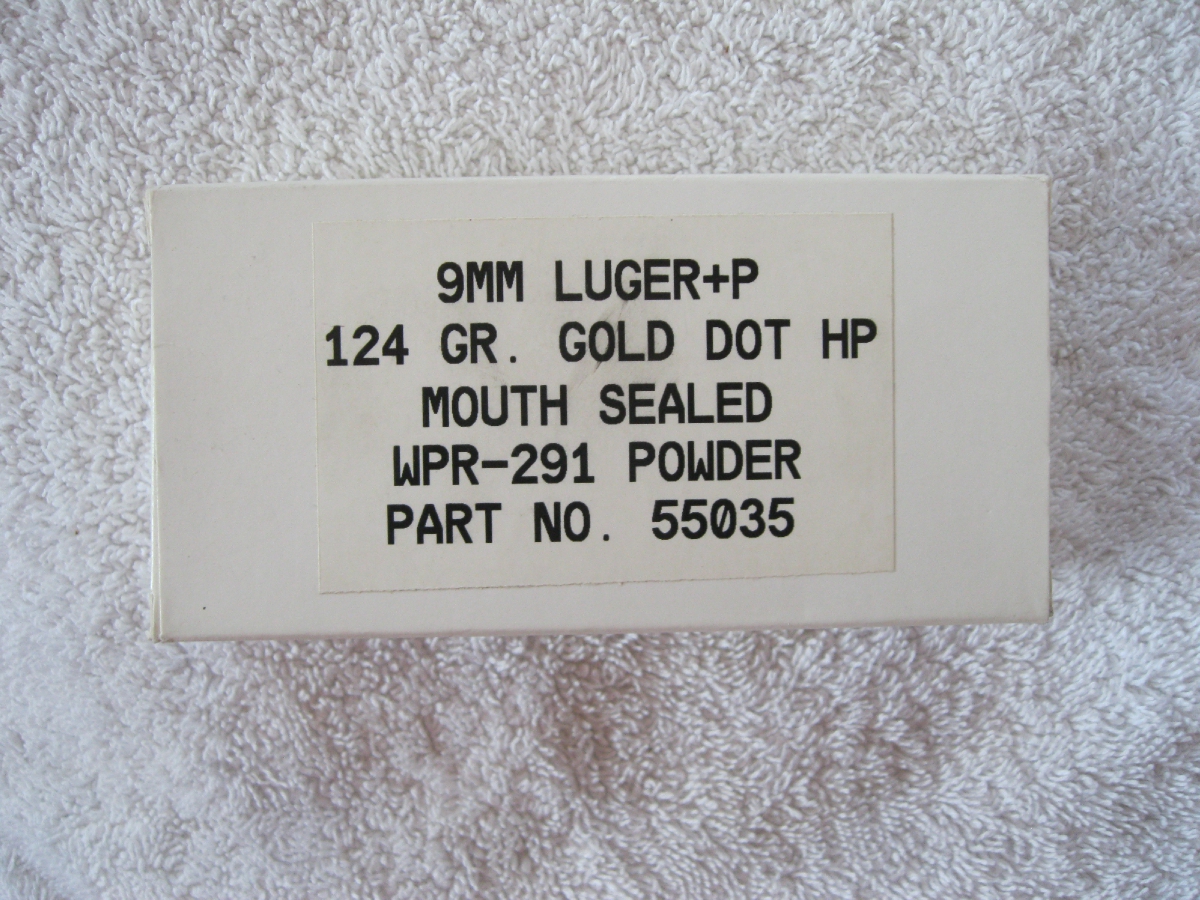 9MM LUGER+P
124 GR. GOLD DOT HP
MOUTH SEALED
WPR-291 POWDER
PART NO. 55035